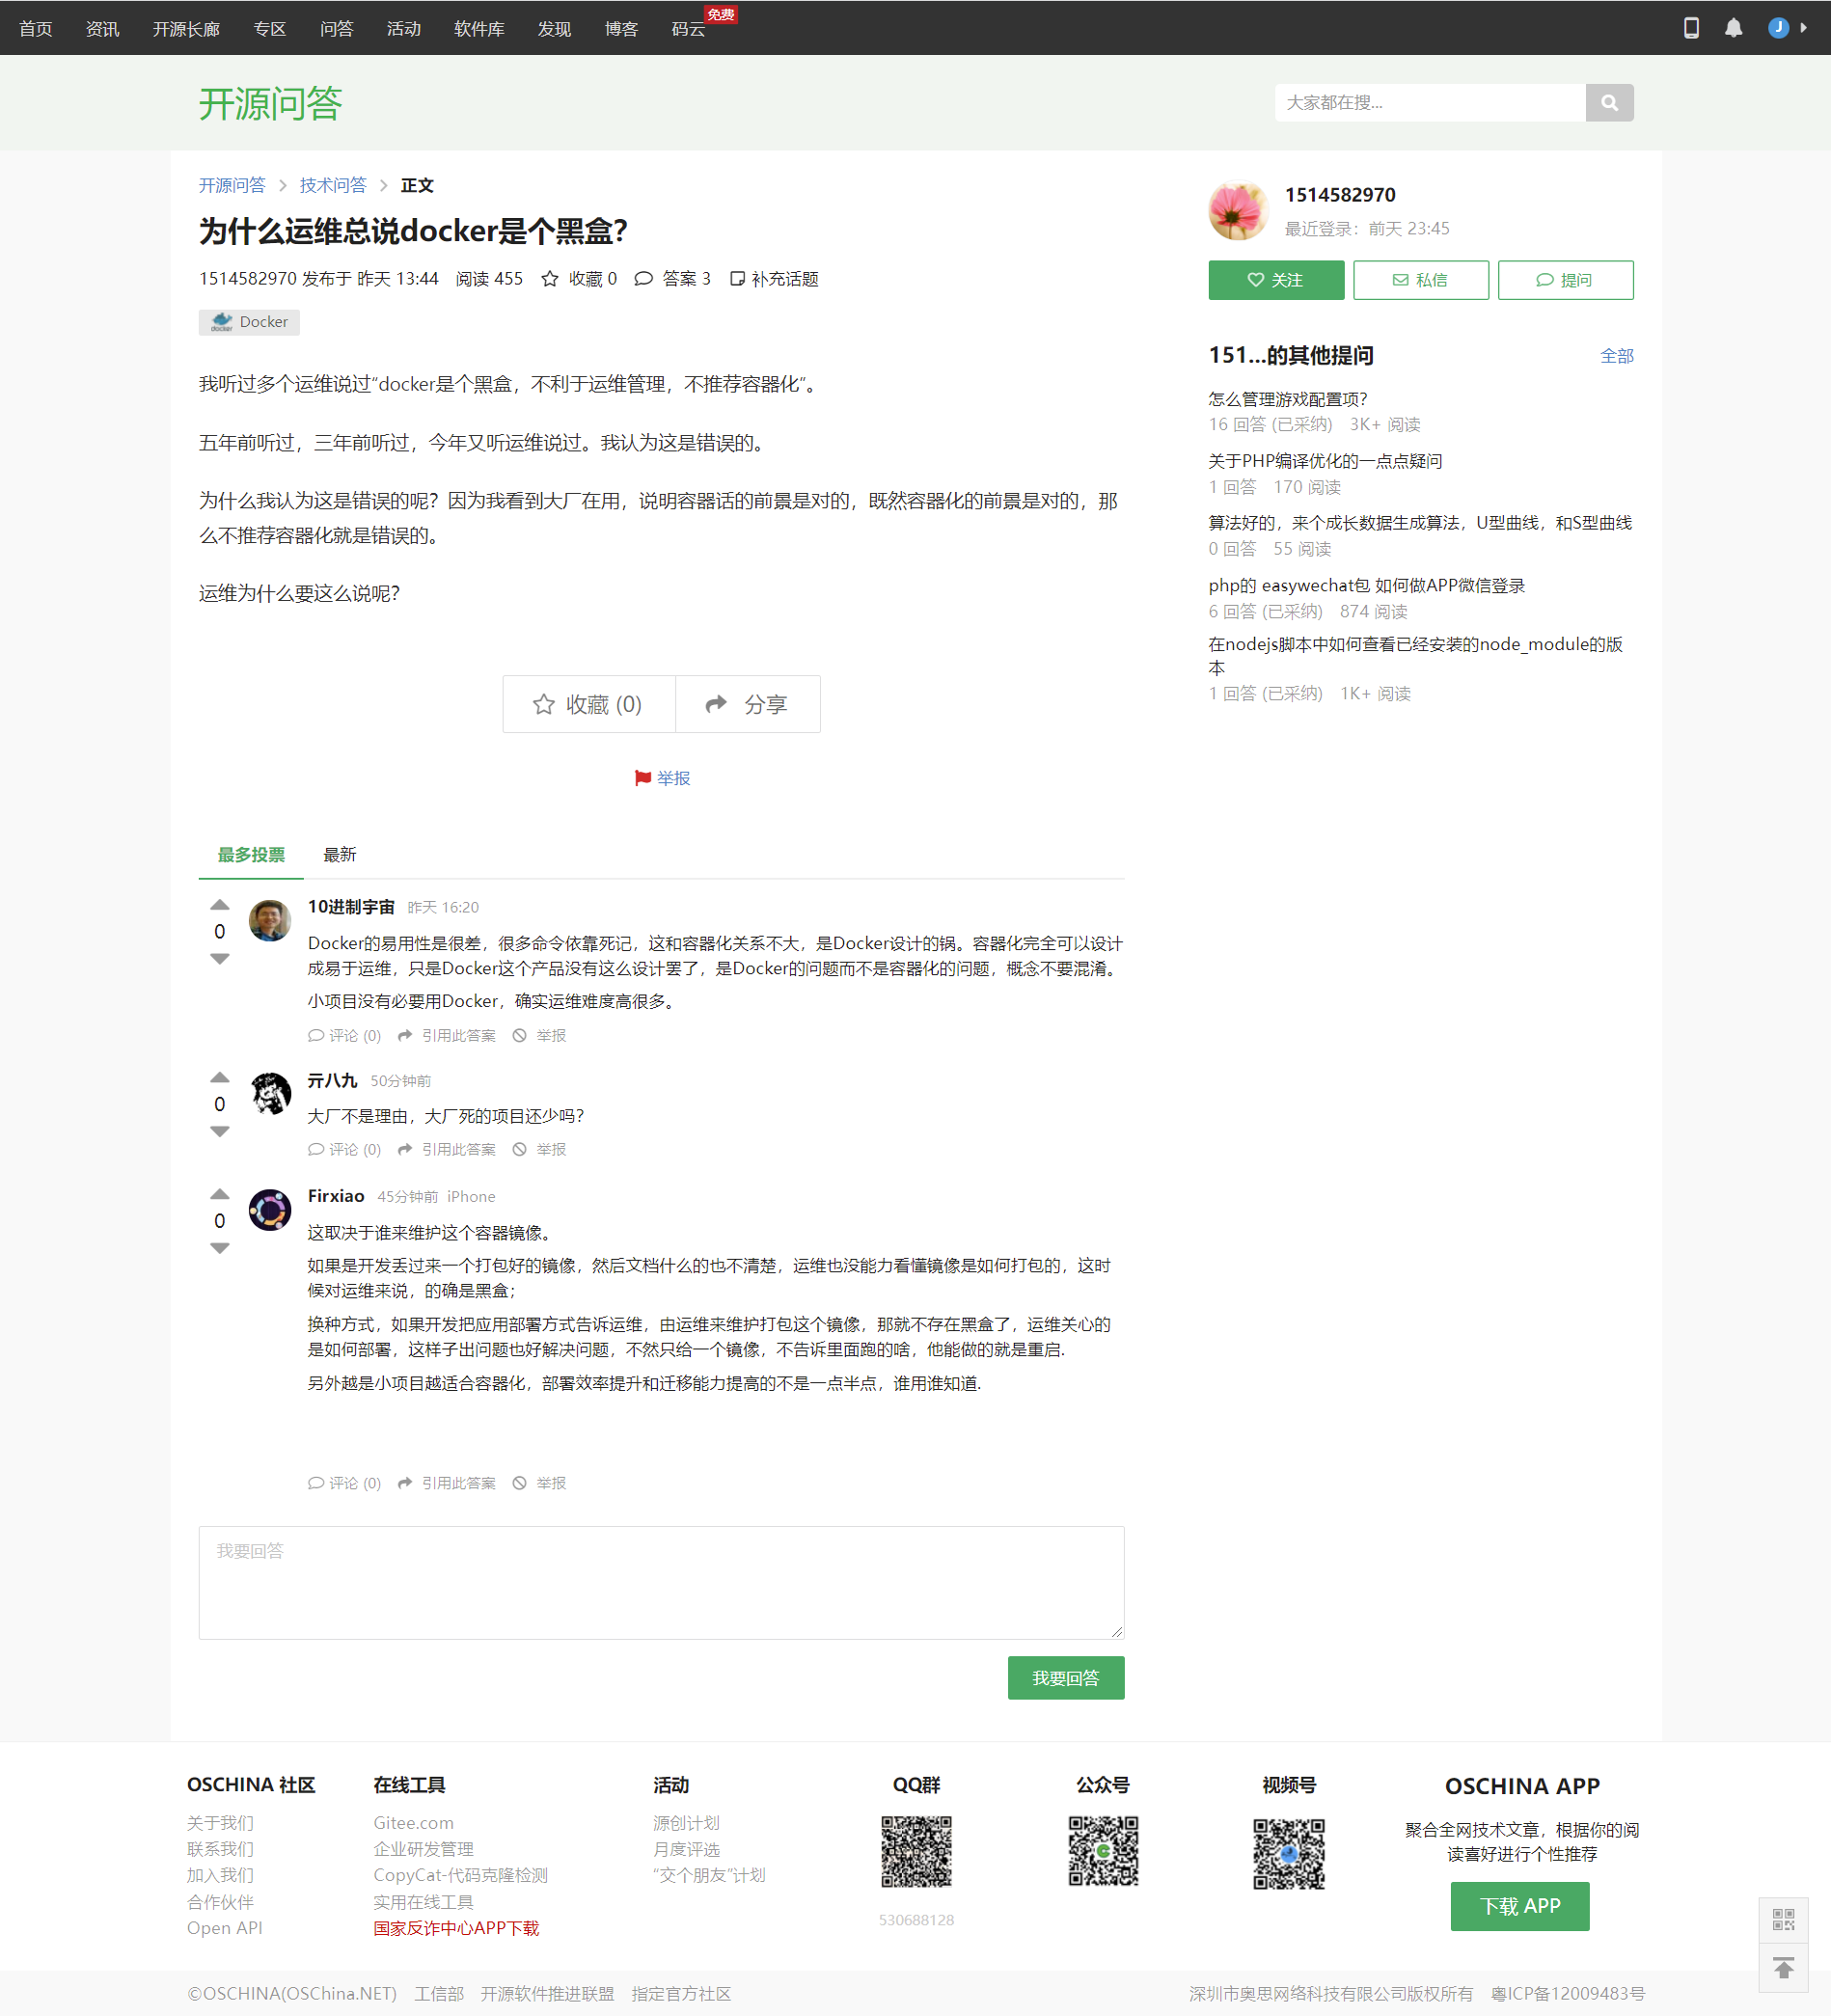 首页 资讯 开源长廊 专区 问答 活动 软件库 发现 博客 码云 免费 J
开源问答
大家都在搜...
开源问答 技术问答 正文
为什么运维总说docker是个黑盒？
1514582970 发布于 昨天 13:44 阅读 455 收藏 0 答案 3 补充话题
Docker
我听过多个运维说过“docker是个黑盒，不利于运维管理，不推荐容器化”。
五年前听过，三年前听过，今年又听运维说过。我认为这是错误的。
为什么我认为这是错误的呢？因为我看到大厂在用，说明容器话的前景是对的，既然容器化的前景是对的，那
么不推荐容器化就是错误的。
运维为什么要这么说呢？
收藏 (0) 分享
举报
1514582970
最近登录：前天 23:45
关注 私信 提问
151...的其他提问 全部
怎么管理游戏配置项？
16 回答 (已采纳) 3K+ 阅读
关于PHP编译优化的一点点疑问
1 回答 170 阅读
算法好的，来个成长数据生成算法，U型曲线，和S型曲线
0 回答 55 阅读
php的 easywechat包 如何做APP微信登录
6 回答 (已采纳) 874 阅读
在nodejs脚本中如何查看已经安装的node_module的版
本
1 回答 (已采纳) 1K+ 阅读
最多投票 最新
0
10进制宇宙 昨天 16:20
Docker的易用性是很差，很多命令依靠死记，这和容器化关系不大，是Docker设计的锅。容器化完全可以设计
成易于运维，只是Docker这个产品没有这么设计罢了，是Docker的问题而不是容器化的问题，概念不要混淆。
小项目没有必要用Docker，确实运维难度高很多。
评论 (0) 引用此答案 举报
0
亓八九 50分钟前
大厂不是理由，大厂死的项目还少吗？
评论 (0) 引用此答案 举报
0
Firxiao 45分钟前 iPhone
这取决于谁来维护这个容器镜像。
如果是开发丢过来一个打包好的镜像，然后文档什么的也不清楚，运维也没能力看懂镜像是如何打包的，这时
候对运维来说，的确是黑盒；
换种方式，如果开发把应用部署方式告诉运维，由运维来维护打包这个镜像，那就不存在黑盒了，运维关心的
是如何部署，这样子出问题也好解决问题，不然只给一个镜像，不告诉里面跑的啥，他能做的就是重启.
另外越是小项目越适合容器化，部署效率提升和迁移能力提高的不是一点半点，谁用谁知道.
评论 (0) 引用此答案 举报
我要回答
我要回答
OSCHINA 社区
关于我们
联系我们
加入我们
合作伙伴
Open API
在线工具
Gitee.com
企业研发管理
CopyCat-代码克隆检测
实用在线工具
国家反诈中心APP下载
活动
源创计划
月度评选
“交个朋友”计划
QQ群
530688128
公众号
视频号
OSCHINA APP
聚合全网技术文章，根据你的阅
读喜好进行个性推荐
下载 APP
©OSCHINA(OSChina.NET) 工信部 开源软件推进联盟 指定官方社区 深圳市奥思网络科技有限公司版权所有 粤ICP备12009483号